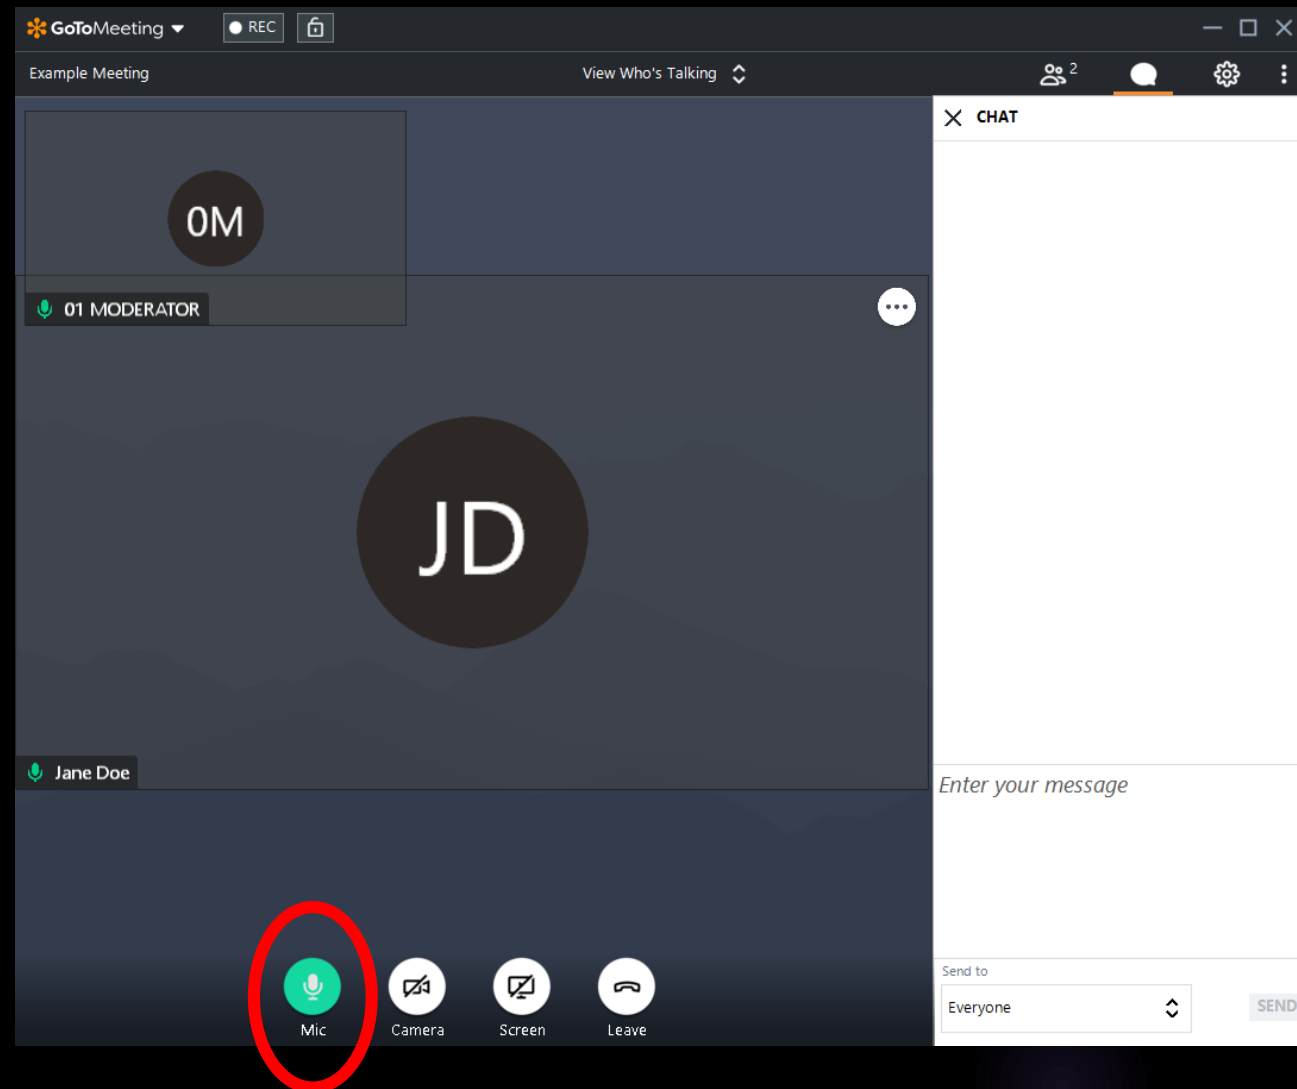 GoToMeeting
REC
Example Meeting
View Who's Talking
2
CHAT
0M
01 MODERATOR
JD
Jane Doe
Enter your message
Mic
Camera
Screen
Leave
Send to
Everyone
SEND